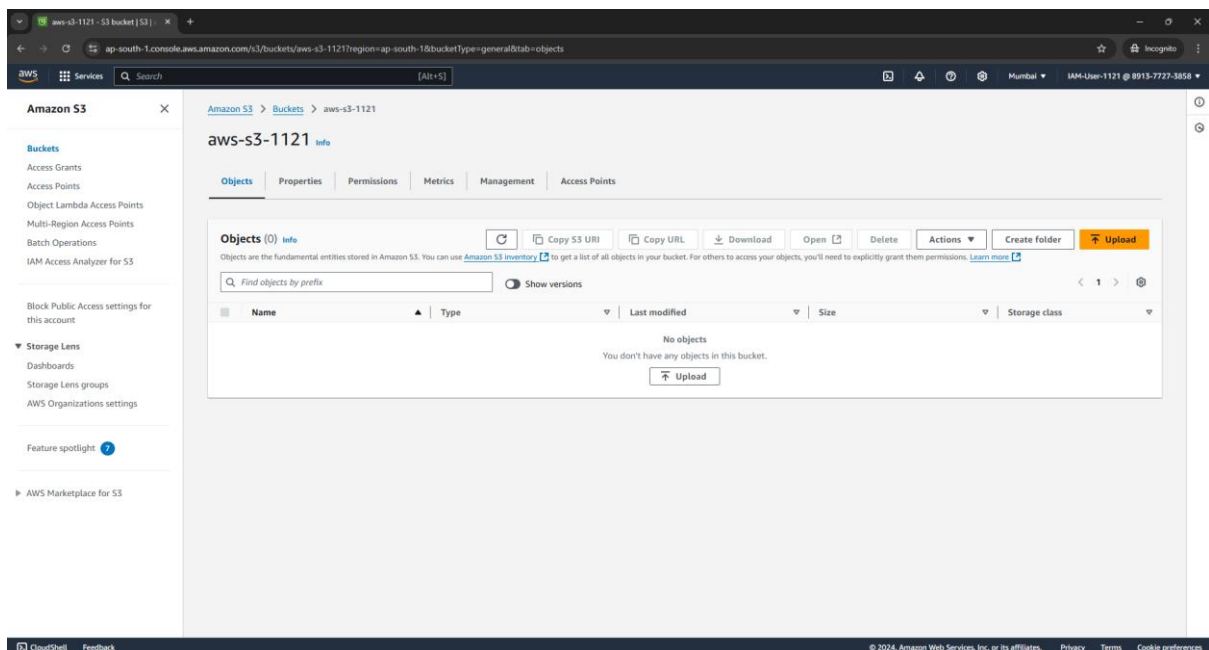 aws-s3-1121 - S3 bucket | S3 |
ap-south-1.console.aws.amazon.com/s3/buckets/aws-s3-1121?region=ap-south-1&bucketType=general&tab=objects
Incognito
aws Services Search [Alt+S] Mumbai IAM-User-1121 @ 8913-7727-3858
Amazon S3
Buckets
Access Grants
Access Points
Object Lambda Access Points
Multi-Region Access Points
Batch Operations
IAM Access Analyzer for S3
Block Public Access settings for
this account
Storage Lens
Dashboards
Storage Lens groups
AWS Organizations settings
Feature spotlight 7
AWS Marketplace for S3
Amazon S3 > Buckets > aws-s3-1121
aws-s3-1121 Info
Objects Properties Permissions Metrics Management Access Points
Objects (0) Info Copy S3 URI Copy URL Download Open Delete Actions Create folder Upload
Objects are the fundamental entities stored in Amazon S3. You can use Amazon S3 inventory to get a list of all objects in your bucket. For others to access your objects, you'll need to explicitly grant them permissions. Learn more
Find objects by prefix Show versions < 1 >
Name Type Last modified Size Storage class
No objects
You don't have any objects in this bucket.
Upload
CloudShell Feedback © 2024, Amazon Web Services, Inc. or its affiliates. Privacy Terms Cookie preferences